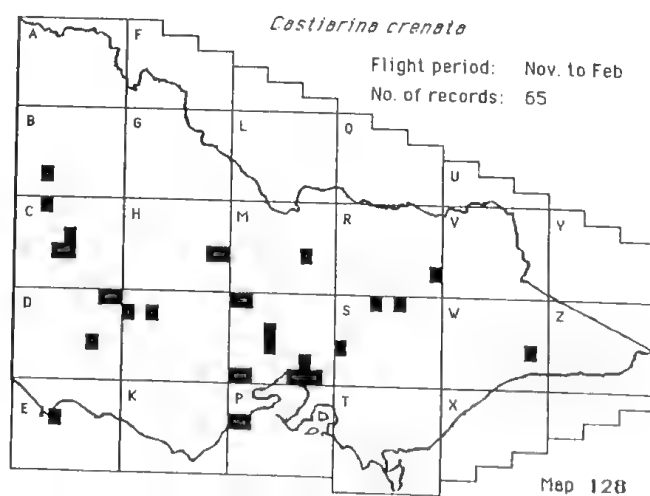 Castiarina crenata
Flight period: Nov. to Feb
No. of records: 65
A F
B G L Q U
C H M R V Y
D S W Z
E K P T X
Map 128